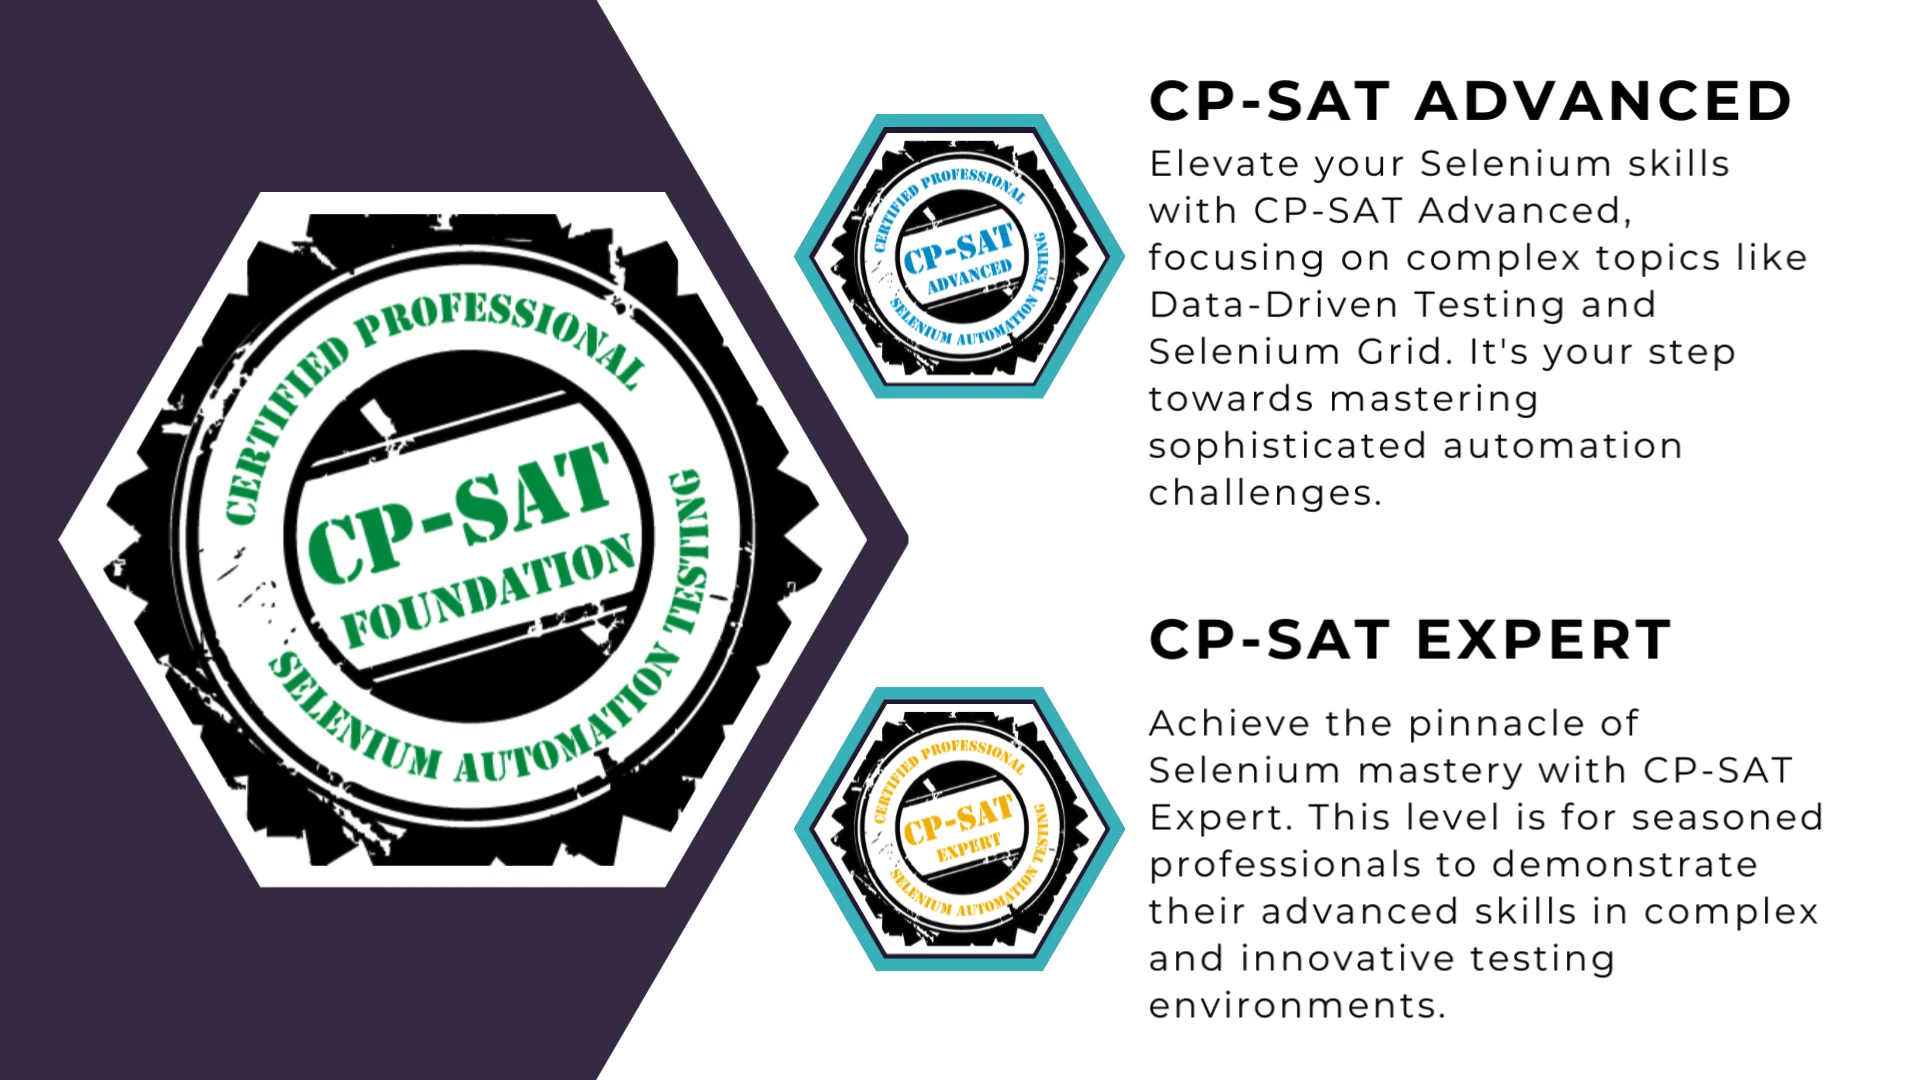 CERTIFIED PROFESSIONAL
CP-SAT
FOUNDATION
SELENIUM AUTOMATION TESTING
CERTIFIED PROFESSIONAL
CP-SAT
ADVANCED
SELENIUM AUTOMATION TESTING
CP-SAT ADVANCED
Elevate your Selenium skills
with CP-SAT Advanced,
focusing on complex topics like
Data-Driven Testing and
Selenium Grid. It's your step
towards mastering
sophisticated automation
challenges.
CERTIFIED PROFESSIONAL
CP-SAT
EXPERT
SELENIUM AUTOMATION TESTING
CP-SAT EXPERT
Achieve the pinnacle of
Selenium mastery with CP-SAT
Expert. This level is for seasoned
professionals to demonstrate
their advanced skills in complex
and innovative testing
environments.